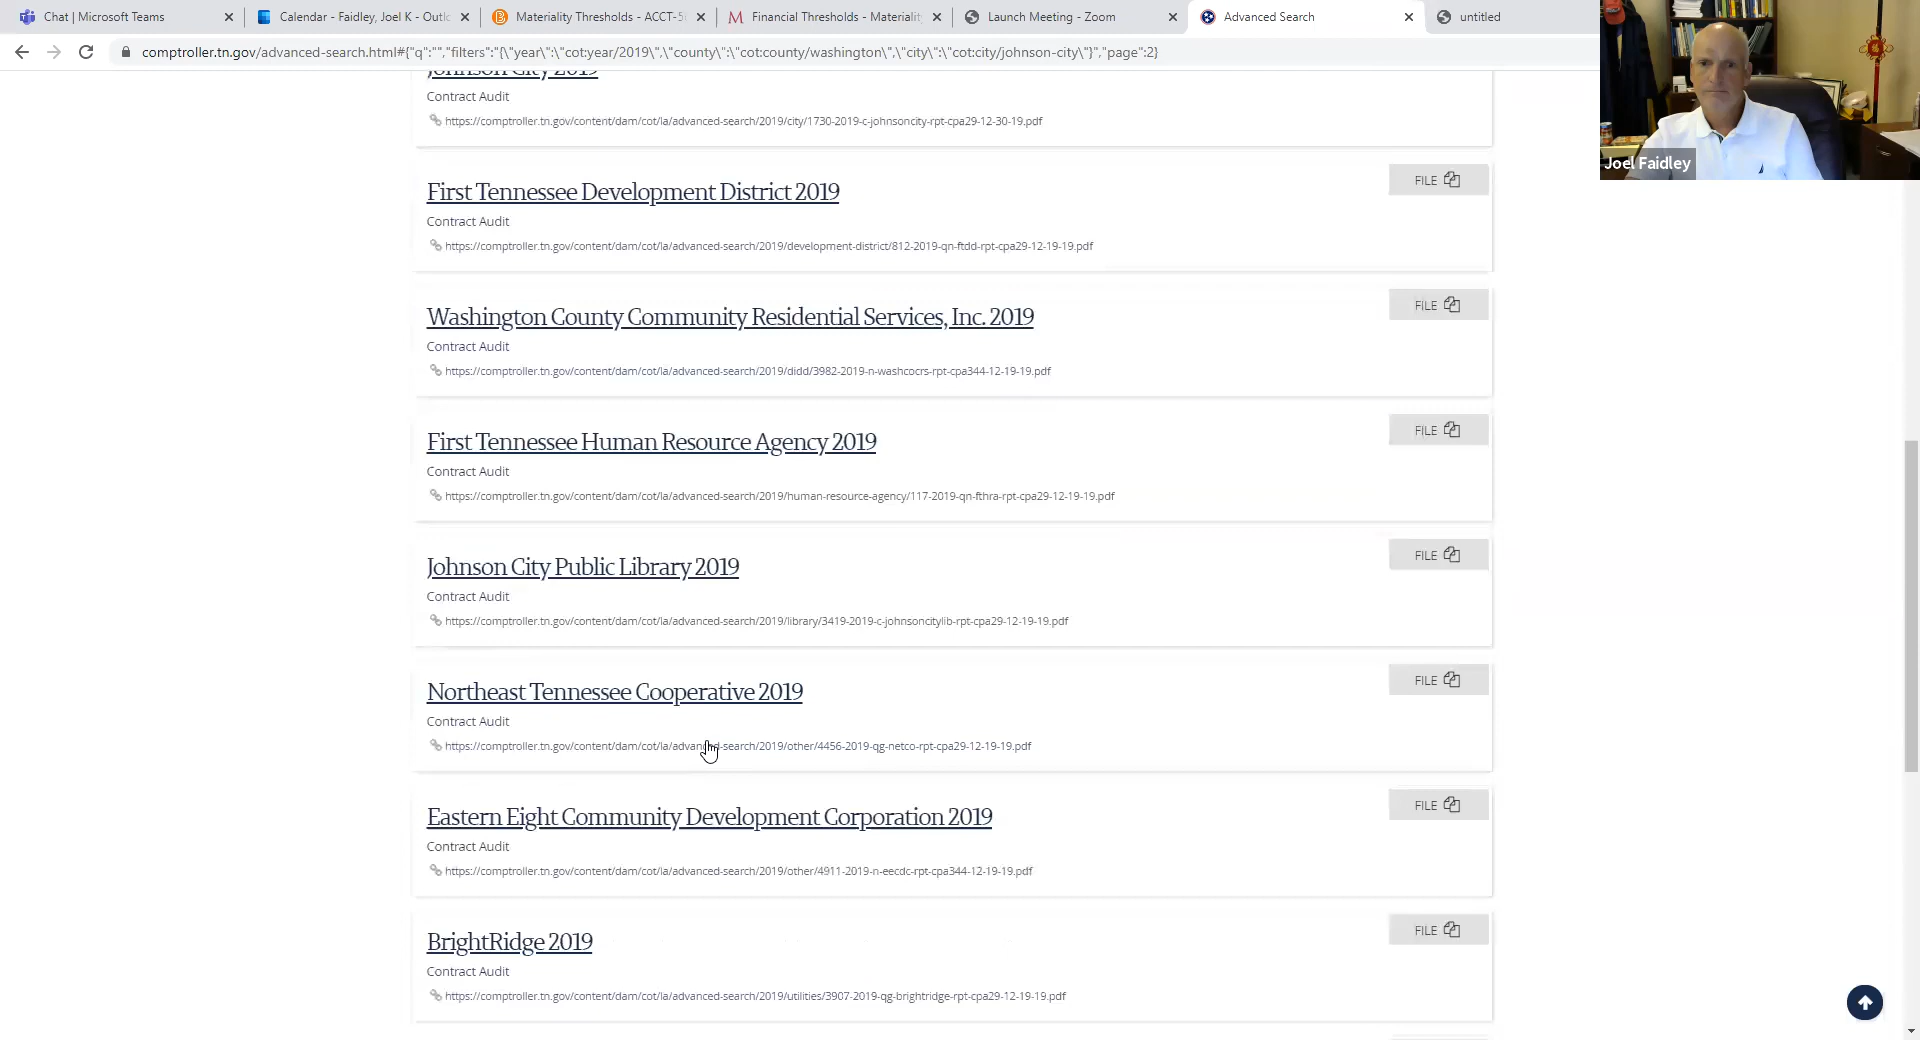 Chat | Microsoft Teams
Calendar - Faidley, Joel K - Outlo
Materiality Thresholds - ACCT-5
Financial Thresholds - Materiality
Launch Meeting - Zoom
Advanced Search
untitled
comptroller.tn.gov/advanced-search.html#{"q":"","filters":"{\"year\":\"cot:year/2019\",\"county\":\"cot:county/washington\",\"city\":\"cot:city/johnson-city\"}","page":2}
Joel Faidley
Johnson City 2019
Contract Audit
https://comptroller.tn.gov/content/dam/cot/la/advanced-search/2019/city/1730-2019-c-johnsoncity-rpt-cpa29-12-30-19.pdf
First Tennessee Development District 2019
FILE
Contract Audit
https://comptroller.tn.gov/content/dam/cot/la/advanced-search/2019/development-district/812-2019-qn-ftdd-rpt-cpa29-12-19-19.pdf
Washington County Community Residential Services, Inc. 2019
FILE
Contract Audit
https://comptroller.tn.gov/content/dam/cot/la/advanced-search/2019/didd/3982-2019-n-washcocrs-rpt-cpa344-12-19-19.pdf
First Tennessee Human Resource Agency 2019
FILE
Contract Audit
https://comptroller.tn.gov/content/dam/cot/la/advanced-search/2019/human-resource-agency/117-2019-qn-fthra-rpt-cpa29-12-19-19.pdf
Johnson City Public Library 2019
FILE
Contract Audit
https://comptroller.tn.gov/content/dam/cot/la/advanced-search/2019/library/3419-2019-c-johnsoncitylib-rpt-cpa29-12-19-19.pdf
Northeast Tennessee Cooperative 2019
FILE
Contract Audit
https://comptroller.tn.gov/content/dam/cot/la/advanced-search/2019/other/4456-2019-qg-netco-rpt-cpa29-12-19-19.pdf
Eastern Eight Community Development Corporation 2019
FILE
Contract Audit
https://comptroller.tn.gov/content/dam/cot/la/advanced-search/2019/other/4911-2019-n-eecdc-rpt-cpa344-12-19-19.pdf
BrightRidge 2019
FILE
Contract Audit
https://comptroller.tn.gov/content/dam/cot/la/advanced-search/2019/utilities/3907-2019-qg-brightridge-rpt-cpa29-12-19-19.pdf